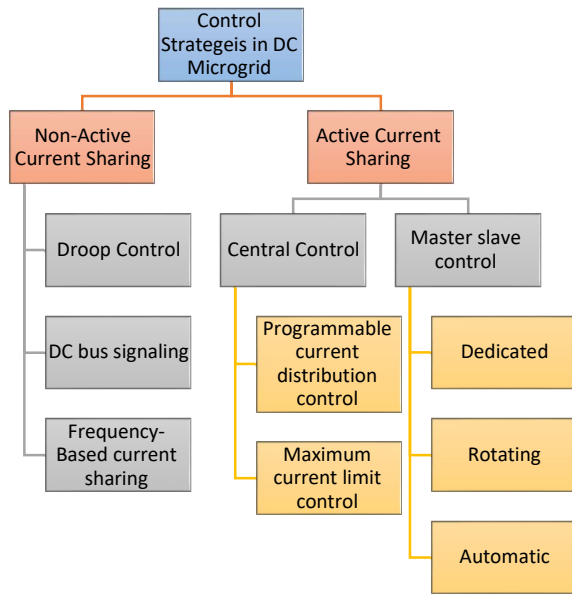 Control
Strategeis in DC
Microgrid
Non-Active
Current Sharing
Active Current
Sharing
Droop Control
DC bus signaling
Frequency-
Based current
sharing
Central Control
Programmable
current
distribution
control
Maximum
current limit
control
Master slave
control
Dedicated
Rotating
Automatic